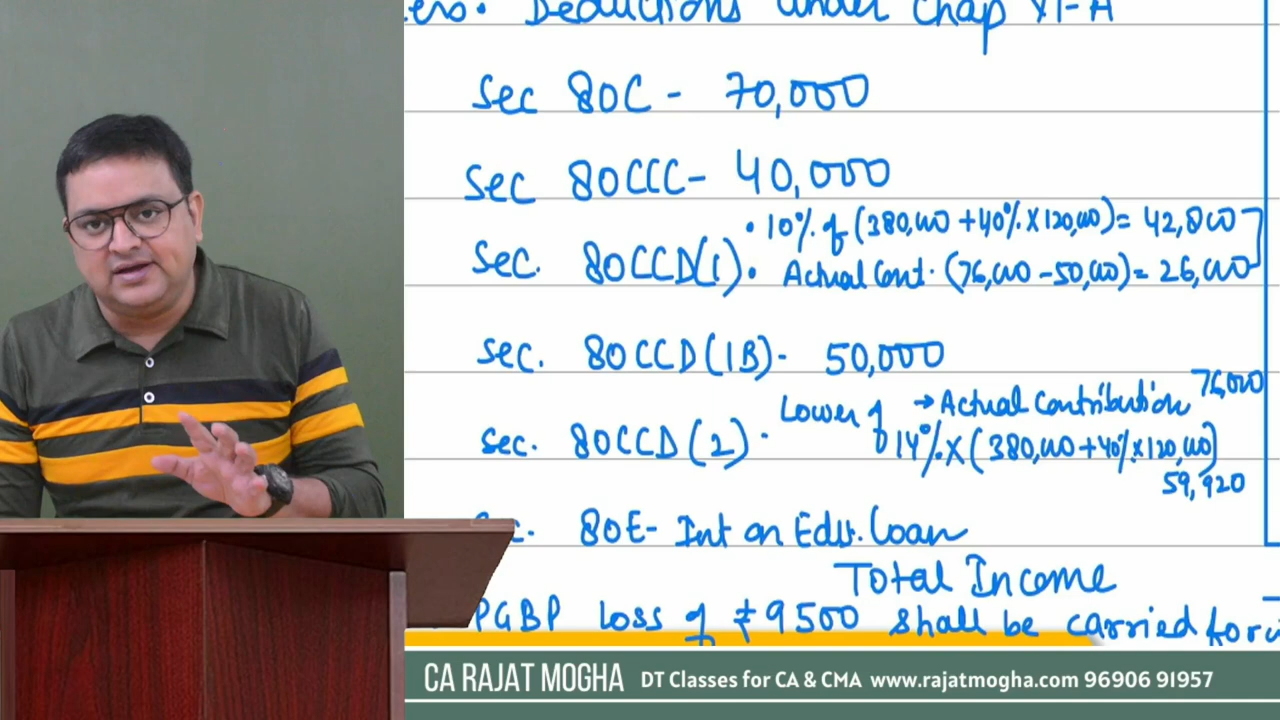 ers. Deductions under Chap VI-A
Sec 80C - 70,000
Sec 80CCC- 40,000
• 10% of (380,000 + 40% X 120,000) = 42,800
Sec. 80CCD(1). Actual Cont. (76,000 - 50,000) = 26,000
Sec. 80CCD(1B)- 50,000
Lower of → Actual Contribution 76,000
Sec. 80CCD(2). 14% X (380,000 + 40% X 120,000)
59,920
c. 80E- Int on Edu. Loan
Total Income
PGBP loss of ₹9500 shall be carried forw
CA RAJAT MOGHA DT Classes for CA & CMA www.rajatmogha.com 96906 91957